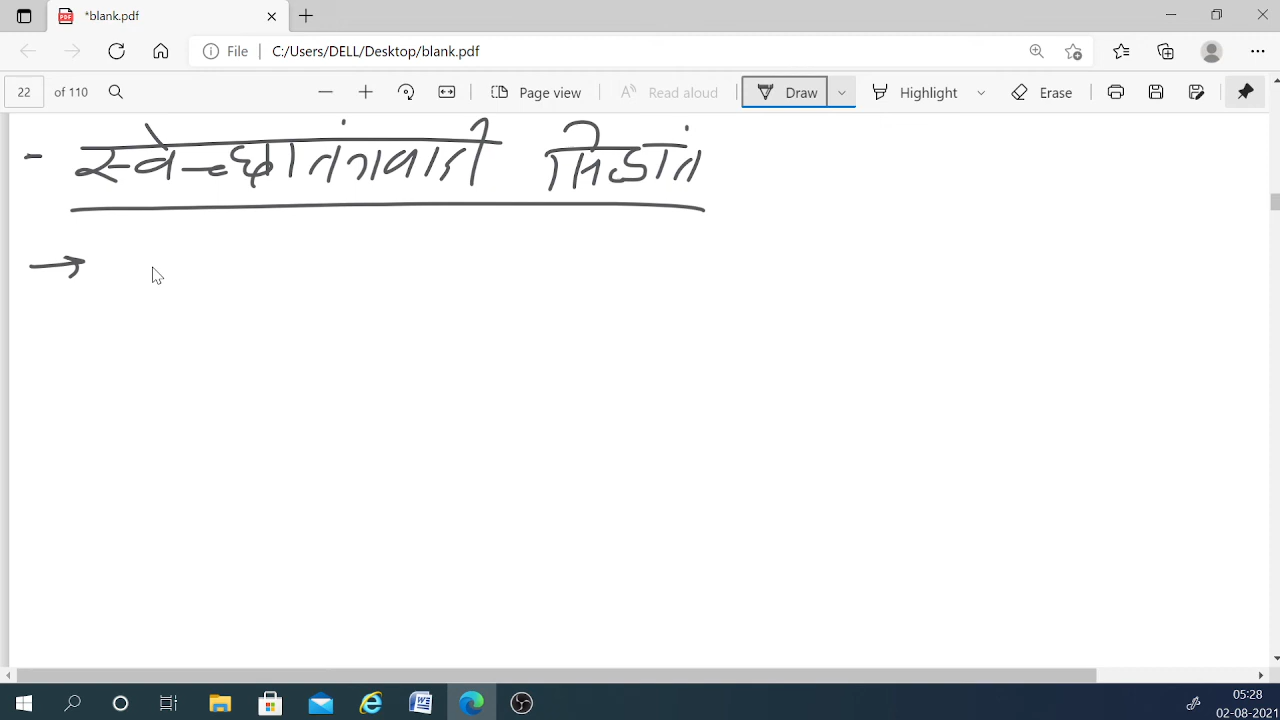 *blank.pdf
File C:/Users/DELL/Desktop/blank.pdf
22 of 110 Page view Read aloud Draw Highlight Erase
- स्वेच्छातंत्रवादी सिद्धांत
→
05:28
02-08-2021